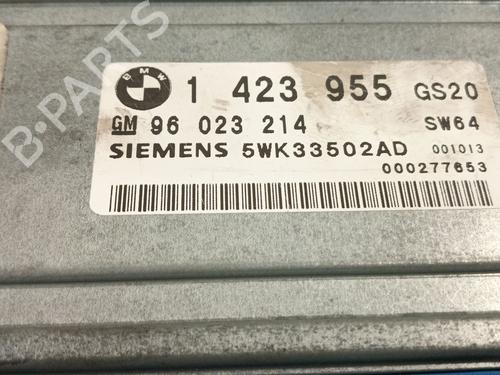 BMW 1 423 955 GS20
GM 96 023 214 SW64
SIEMENS 5WK33502AD 001013
000277653
B-PARTS